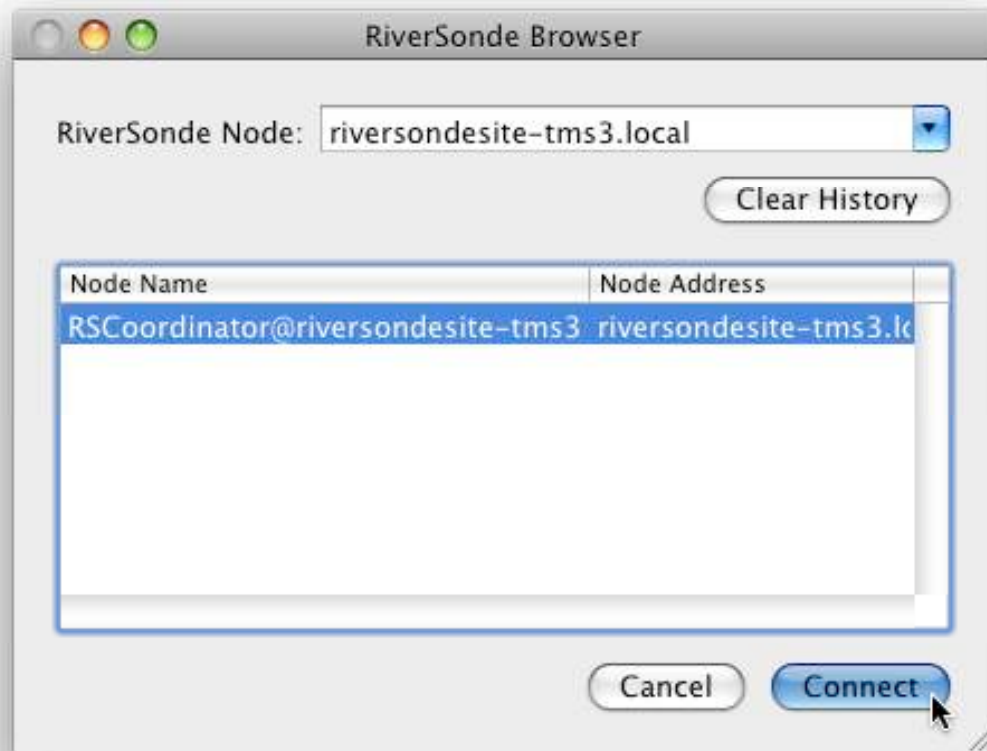 RiverSonde Browser
RiverSonde Node: riversondesite-tms3.local
Clear History
Node Name Node Address
RSCoordinator@riversondesite-tms3 riversondesite-tms3.lo
Cancel Connect